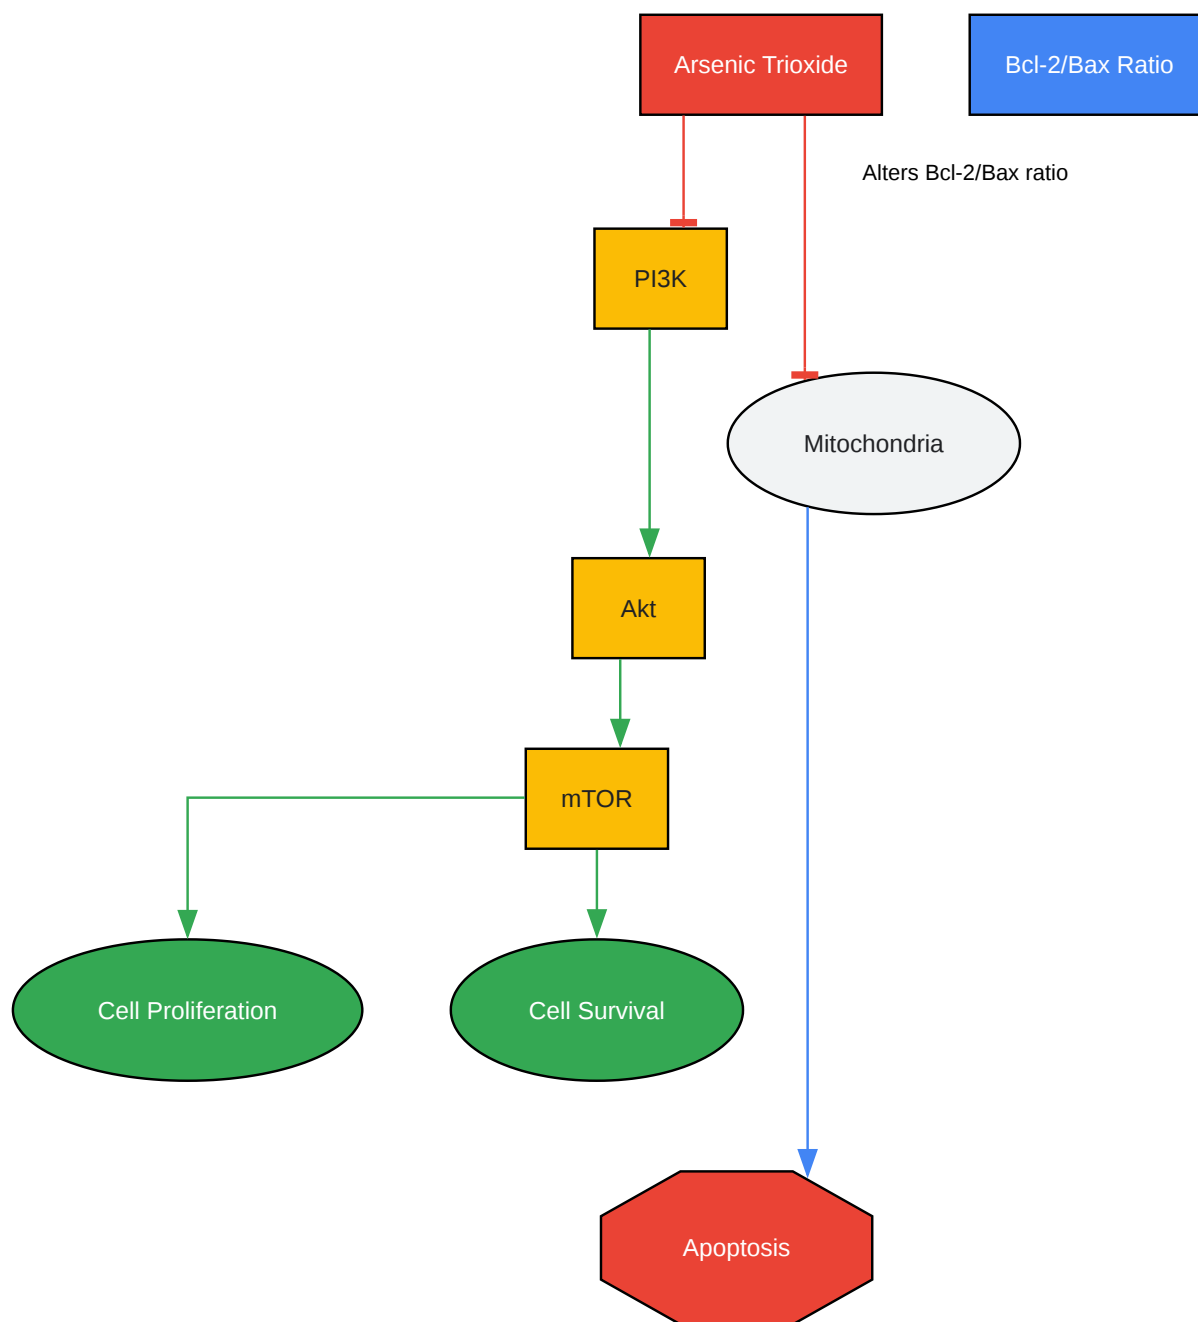 Arsenic Trioxide
Bcl-2/Bax Ratio
Alters Bcl-2/Bax ratio
PI3K
Mitochondria
Akt
mTOR
Cell Proliferation
Cell Survival
Apoptosis